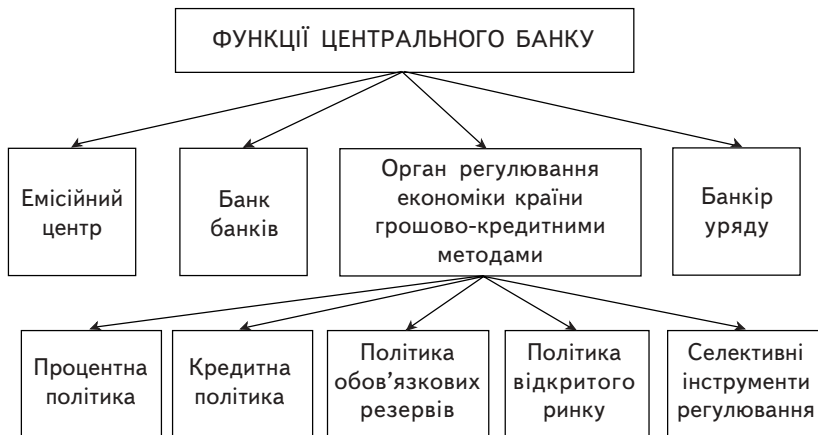 ФУНКЦІЇ ЦЕНТРАЛЬНОГО БАНКУ
Емісійний
центр
Банк
банків
Орган регулювання
економіки країни
грошово-кредитними
методами
Банкір
уряду
Процентна
політика
Кредитна
політика
Політика
обов’язкових
резервів
Політика
відкритого
ринку
Селективні
інструменти
регулювання